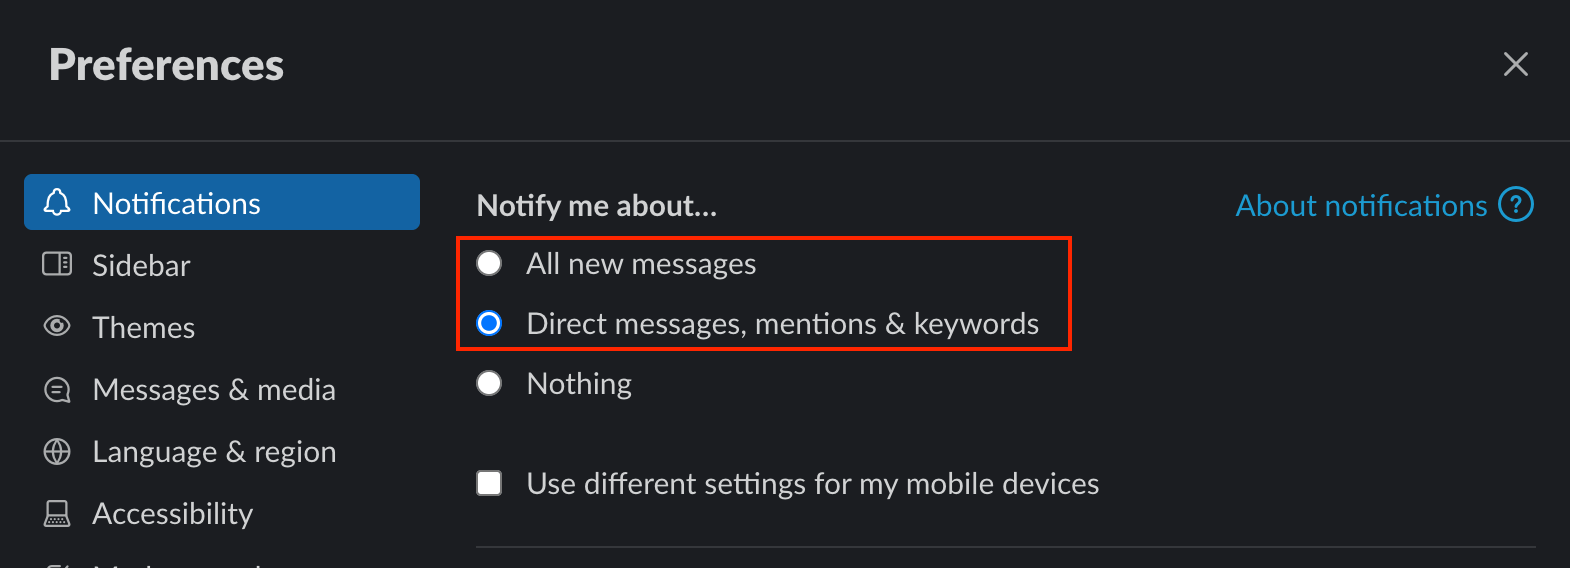 Preferences
Notifications
Sidebar
Themes
Messages & media
Language & region
Accessibility
Notify me about...
About notifications ?
All new messages
Direct messages, mentions & keywords
Nothing
Use different settings for my mobile devices